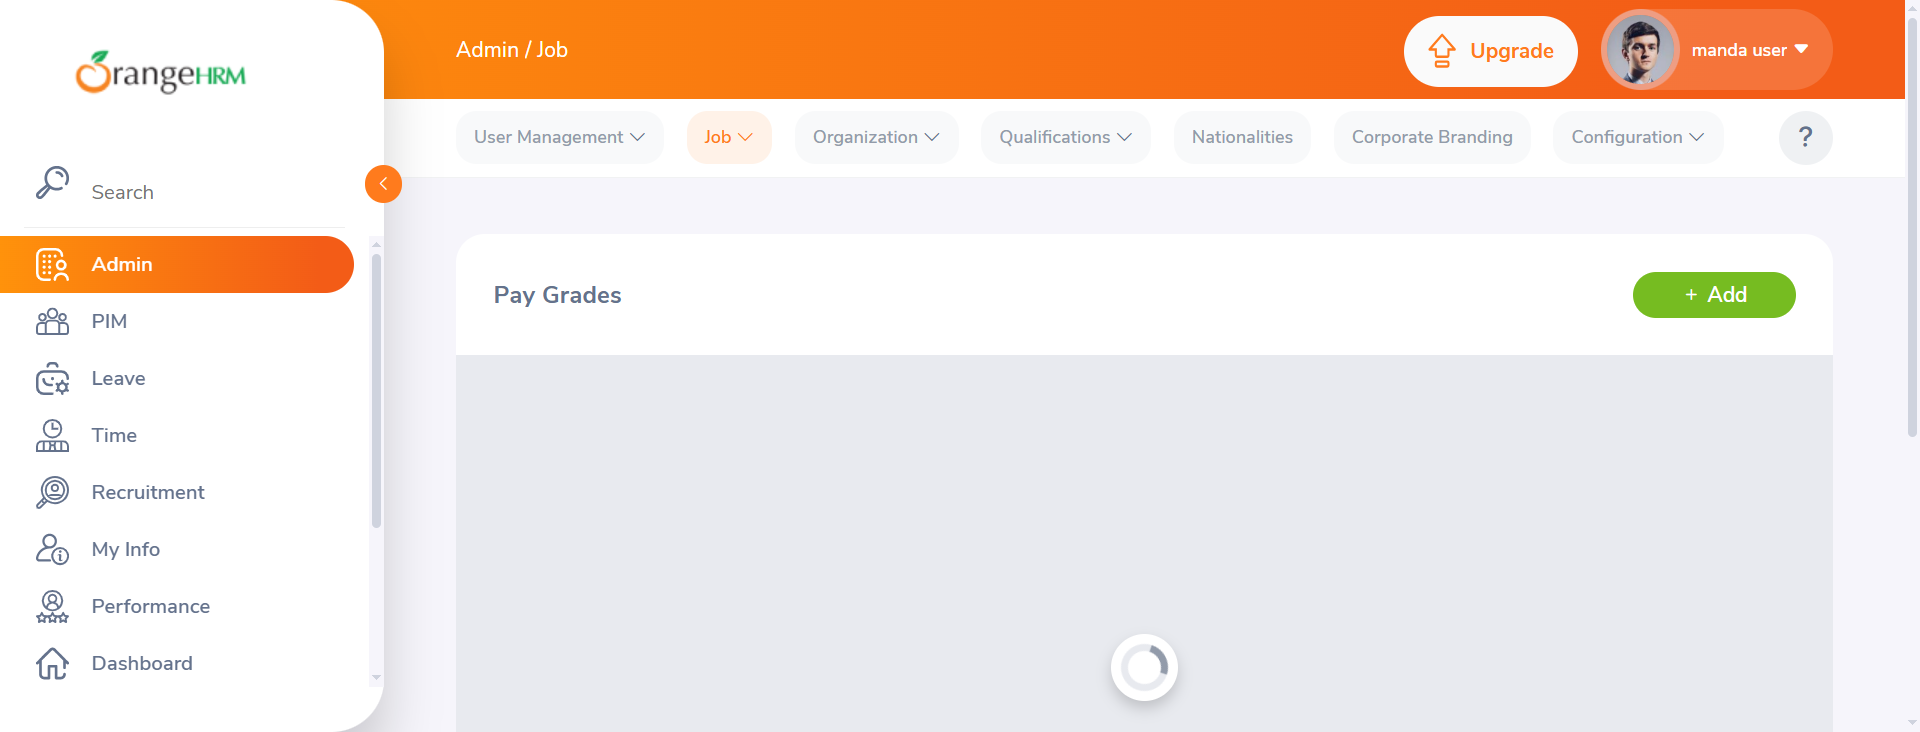 OrangeHRM
Search
Admin
PIM
Leave
Time
Recruitment
My Info
Performance
Dashboard
Admin / Job
Upgrade
manda user
User Management
Job
Organization
Qualifications
Nationalities
Corporate Branding
Configuration
?
Pay Grades
+ Add